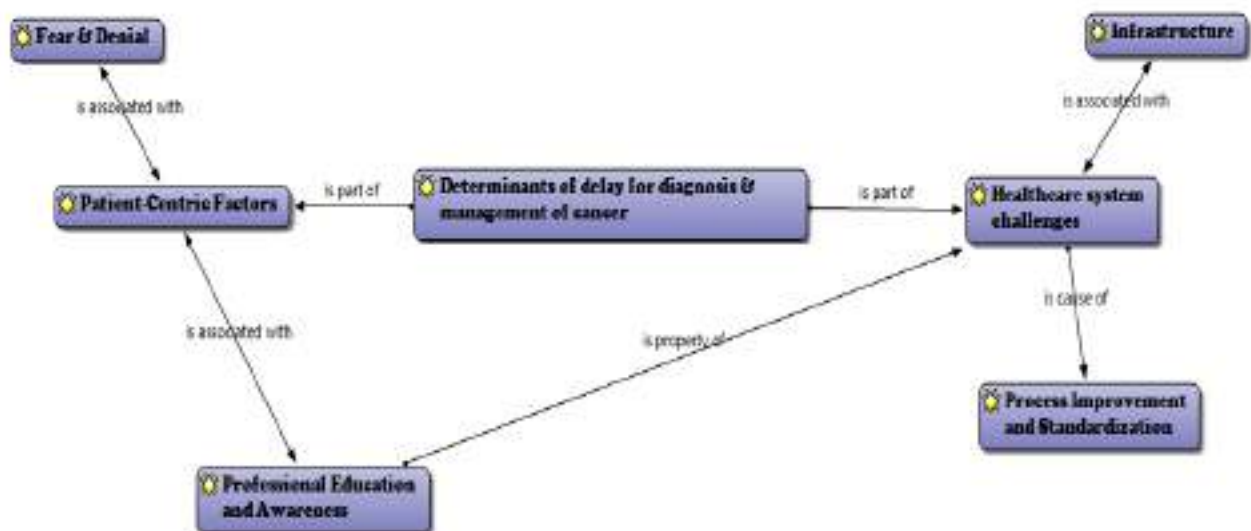 Fear & Denial
Infrastructure
is associated with
is associated with
Determinants of delay for diagnosis &
management of cancer
is part of
is part of
Patient-Centric Factors
Healthcare system
challenges
is cause of
is associated with
is property of
Process Improvement
and Standardization
Professional Education
and Awareness